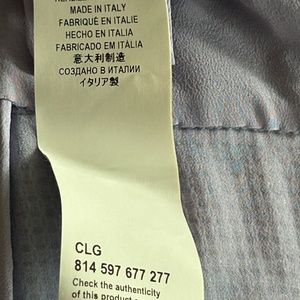 MADE IN ITALY
FABRIQUÉ EN ITALIE
HECHO EN ITALIA
FABRICADO EM ITÁLIA
意大利制造
СОЗДАНО В ИТАЛИИ
イタリア製
CLG
814 597 677 277
Check the authenticity
of this product